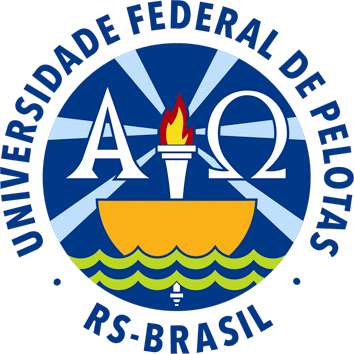 UNIVERSIDADE FEDERAL DE PELOTAS
Α Ω
· RS-BRASIL ·